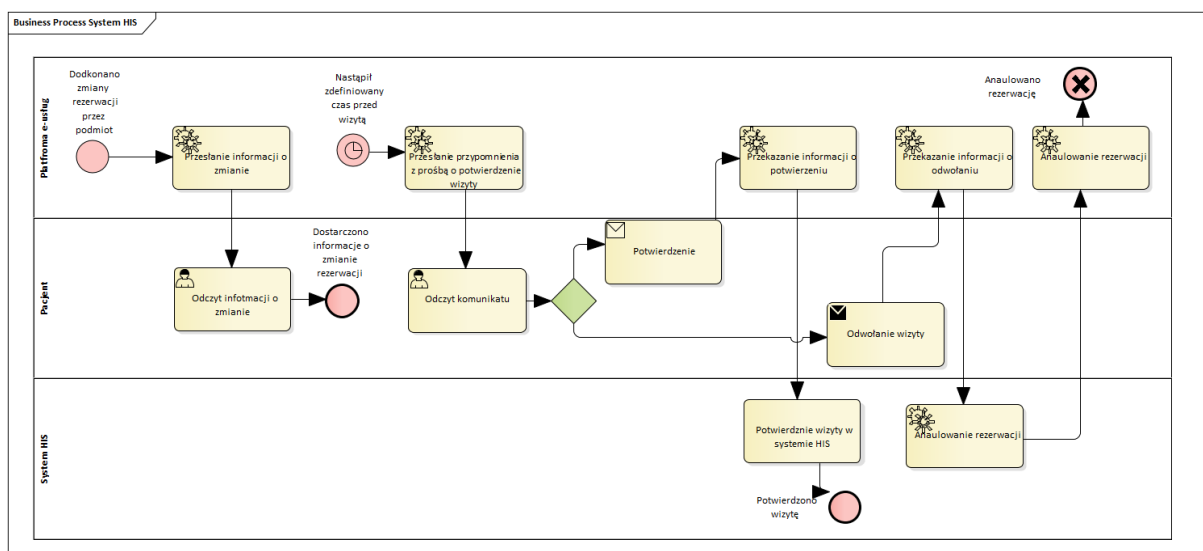 Business Process System HIS
Platfroma e-usług
Dodkonano
zmiany
rezerwacji
przez
podmiot
Przesłanie informacji o
zmianie
Nastąpił
zdefiniowany
czas przed
wizytą
Przesłanie przypomnienia
z prośbą o potwierdzenie
wizyty
Przekazanie informacji o
potwierzeniu
Przekazanie informacji o
odwołaniu
Anaulowano
rezerwację
Anaulowanie rezerwacji
Pacjent
Odczyt infotmacji o
zmianie
Dostarczono
informacje o
zmianie
rezerwacji
Odczyt komunikatu
Potwierdzenie
Odwołanie wizyty
System HIS
Potwierdznie wizyty w
systemie HIS
Potwierdzono
wizytę
Anaulowanie rezerwacji